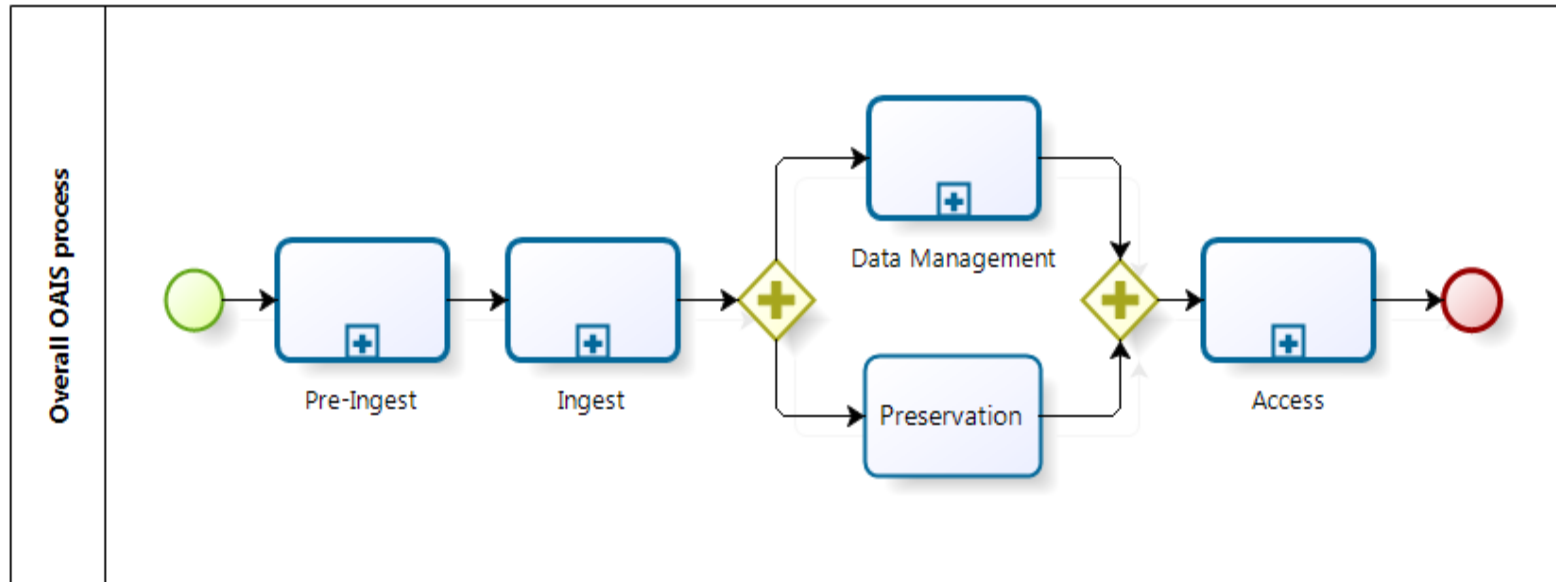 Overall OAIS process
Data Management
Preservation
Pre-Ingest
Ingest
Access